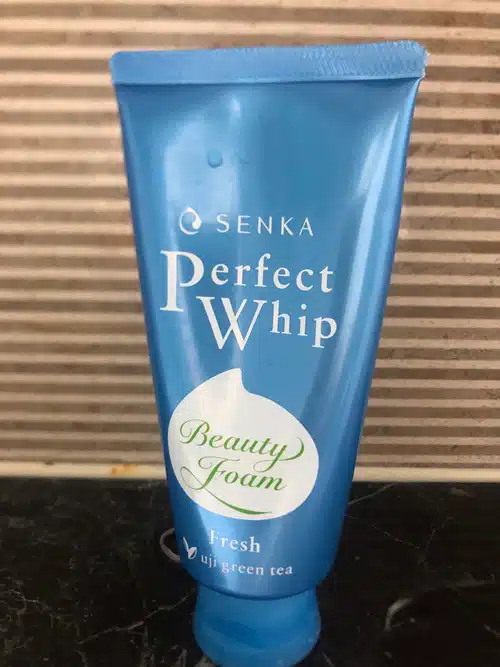 SENKA
Perfect
Whip
Beauty
Foam
Fresh
uji green tea